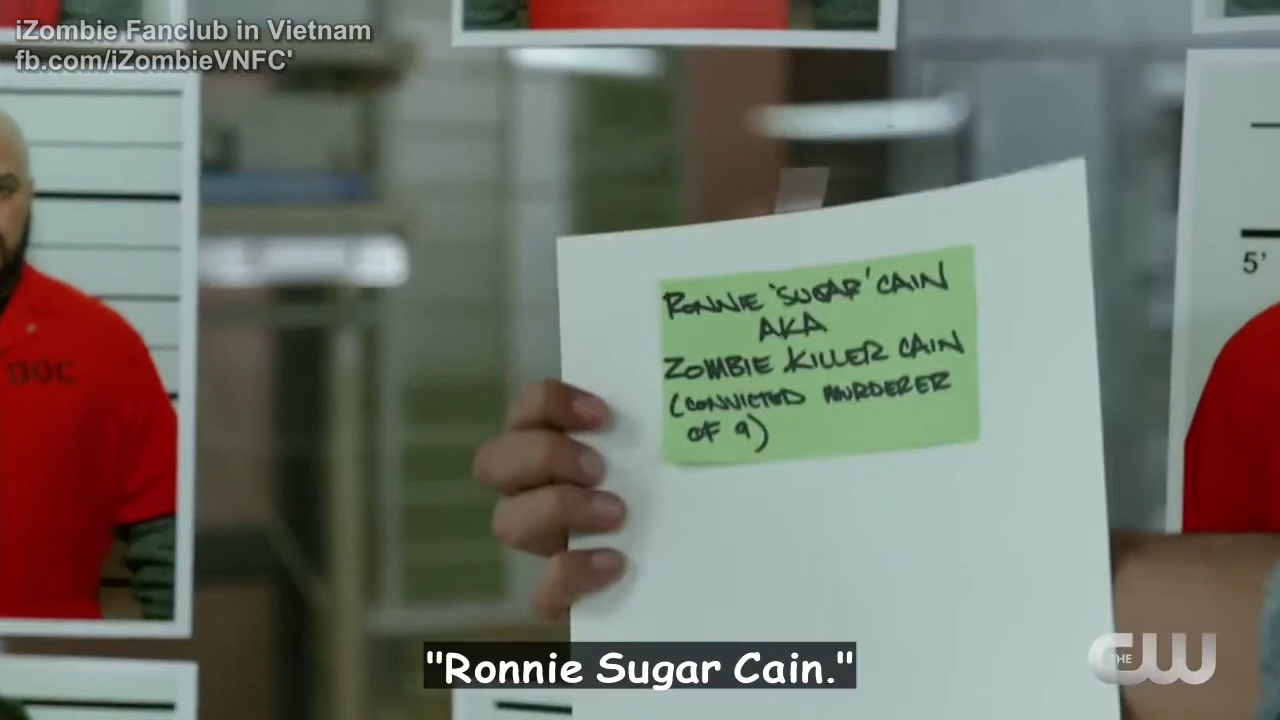 iZombie Fanclub in Vietnam
fb.com/iZombieVNFC'
DOC
RONNIE 'SUGAR' CAIN
AKA
ZOMBIE KILLER CAIN
(CONVICTED MURDERER
OF 9)
5'
"Ronnie Sugar Cain."
THE CW